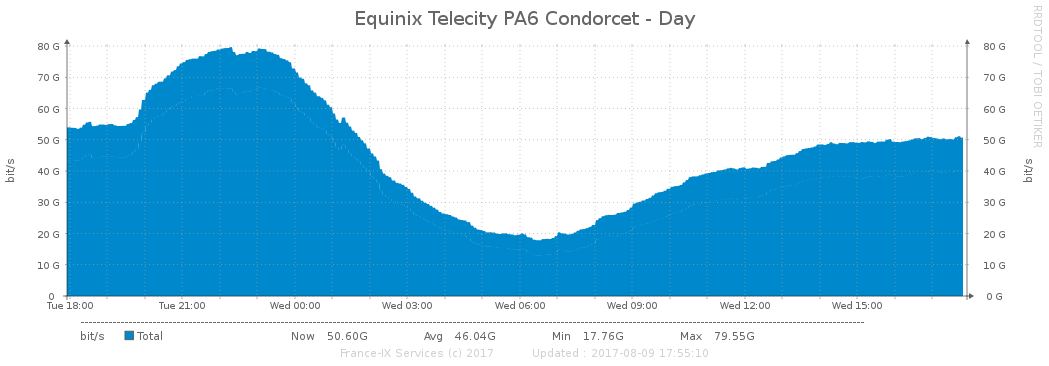 Equinix Telecity PA6 Condorcet - Day
RRDTOOL / TOBI OETIKER
80 G 80 G
70 G 70 G
60 G 60 G
50 G 50 G
40 G 40 G
30 G 30 G
20 G 20 G
10 G 10 G
0 0 G
bit/s bit/s
Tue 18:00 Tue 21:00 Wed 00:00 Wed 03:00 Wed 06:00 Wed 09:00 Wed 12:00 Wed 15:00
bit/s Total Now 50.60G Avg 46.04G Min 17.76G Max 79.55G
France-IX Services (c) 2017 Updated : 2017-08-09 17:55:10